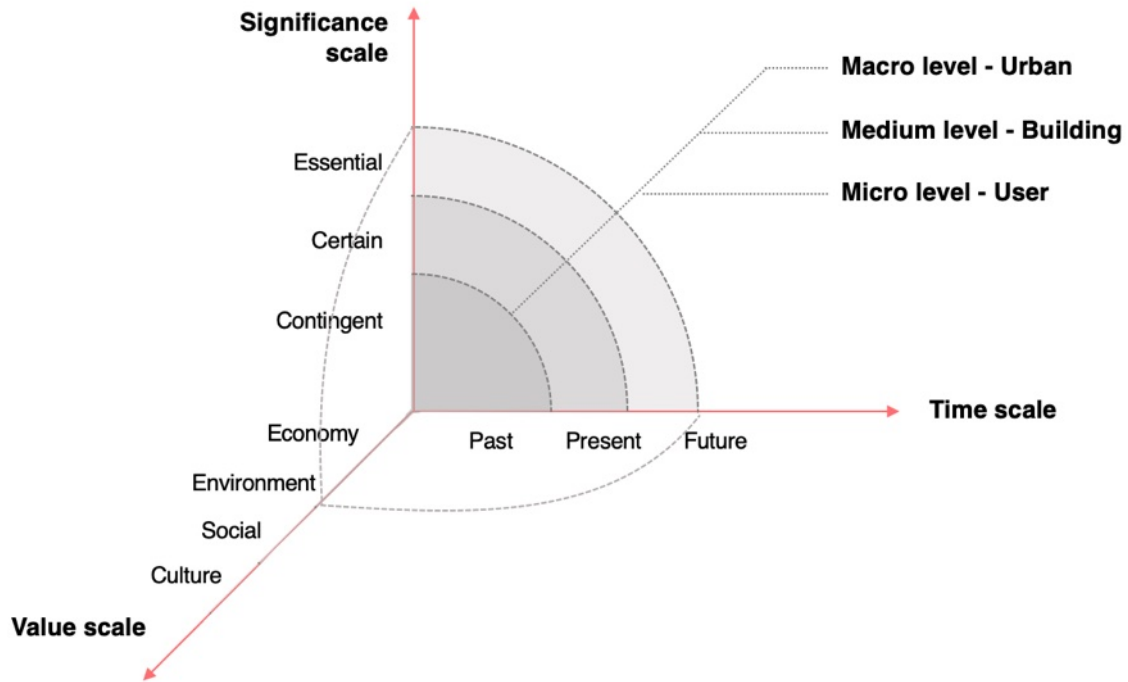 Significance
scale
Macro level - Urban
Medium level - Building
Essential
Micro level - User
Certain
Contingent
Time scale
Economy
Past
Present
Future
Environment
Social
Culture
Value scale